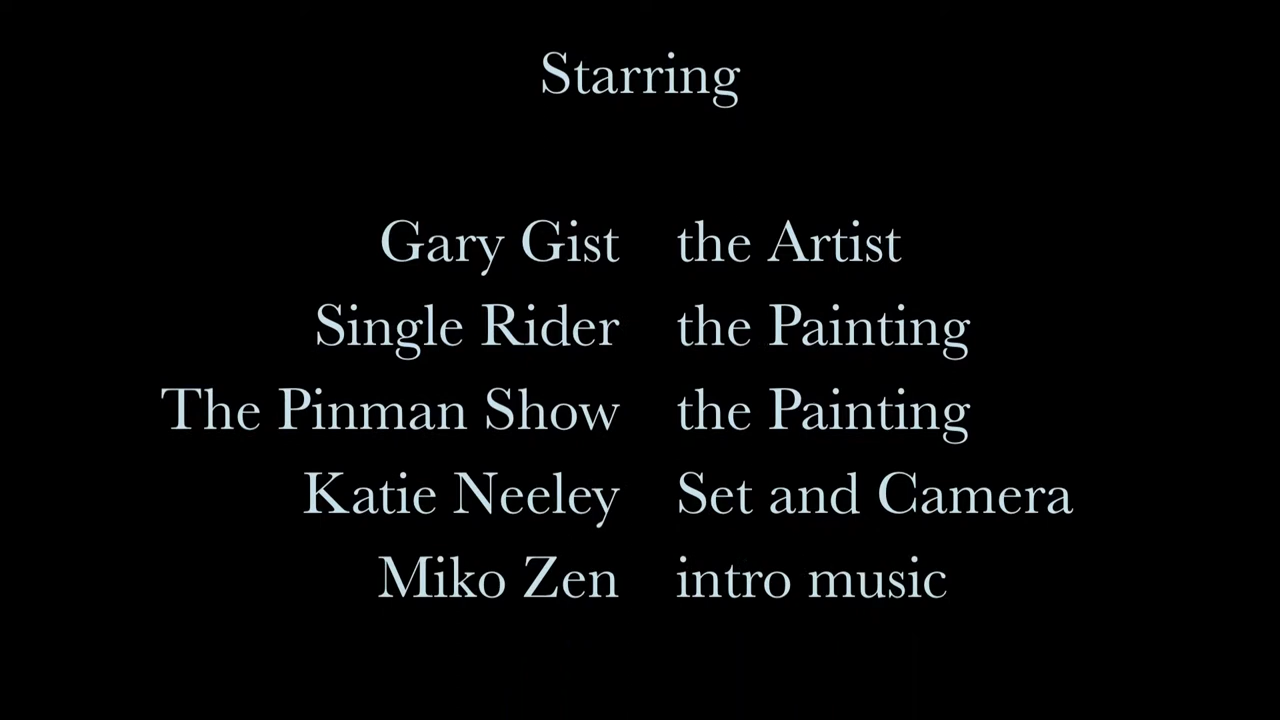 Starring
Gary Gist the Artist
Single Rider the Painting
The Pinman Show the Painting
Katie Neeley Set and Camera
Miko Zen intro music